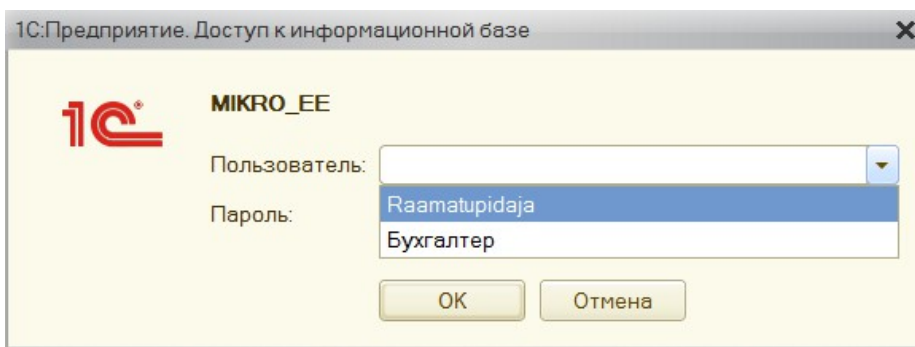 1С:Предприятие. Доступ к информационной базе
1С
MIKRO_EE
Пользователь:
Raamatupidaja
Пароль:
Бухгалтер
OK
Отмена